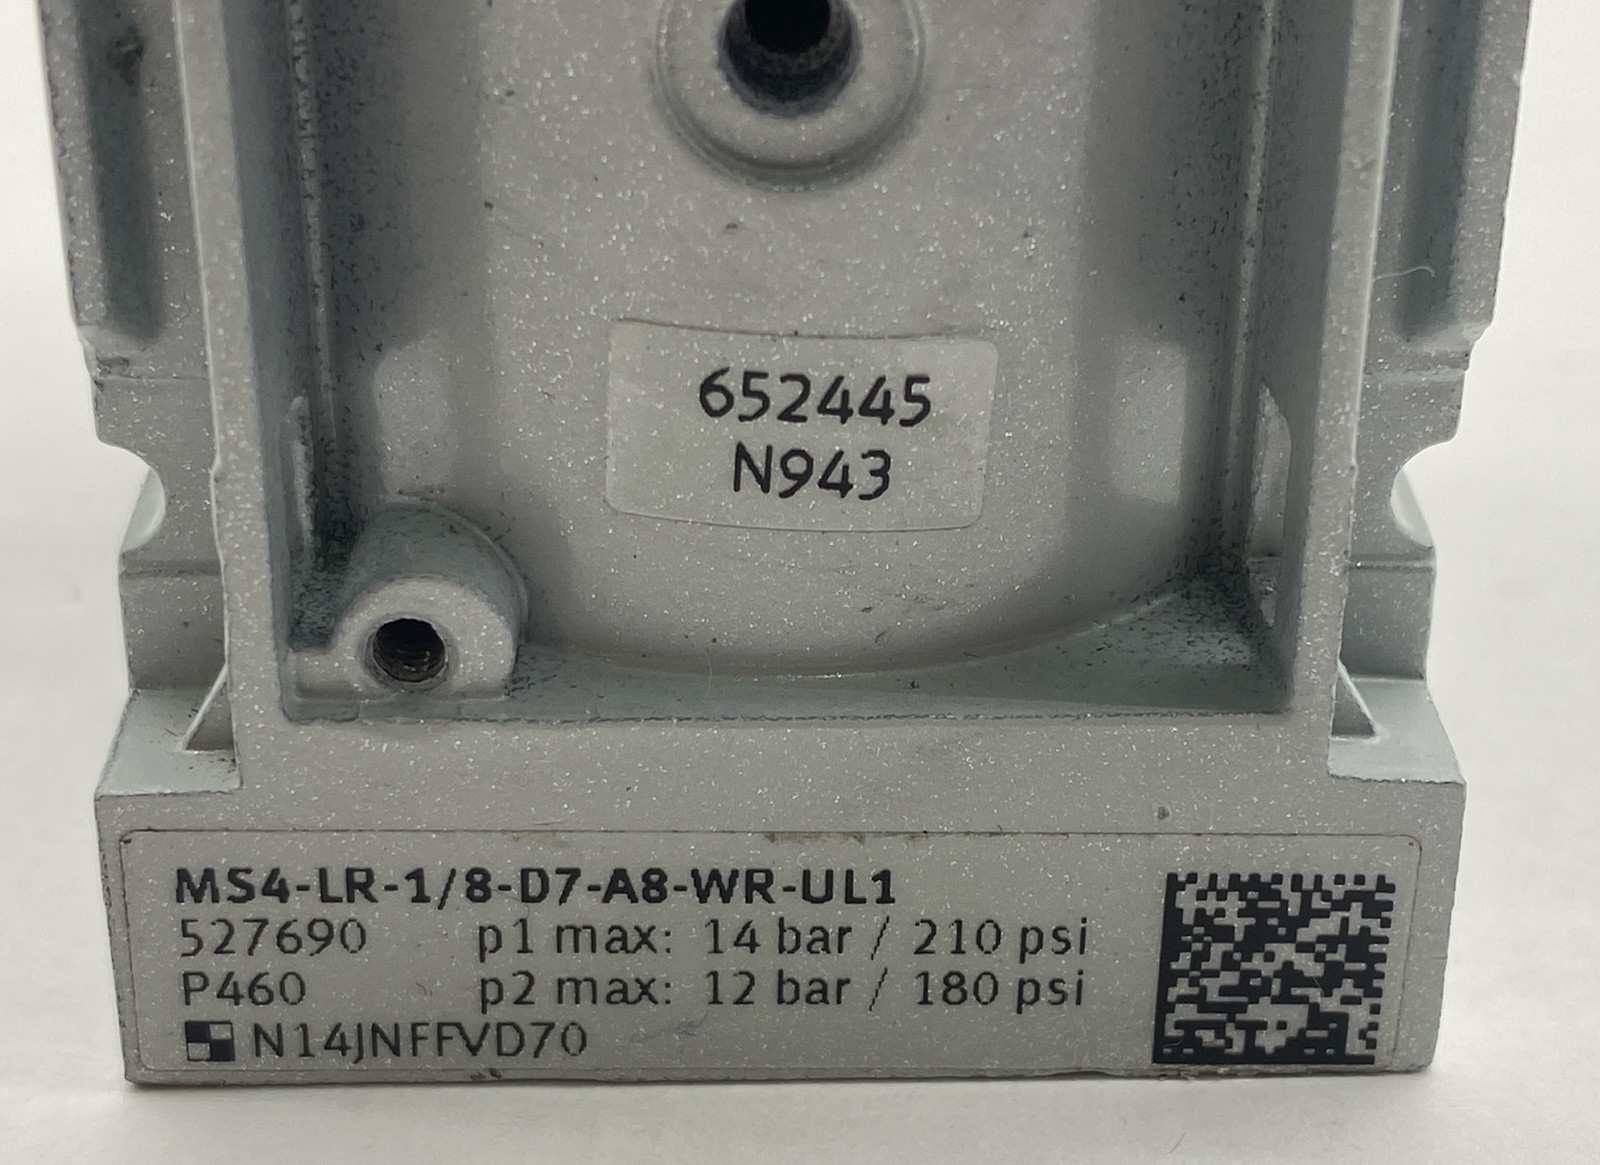 652445
N943
MS4-LR-1/8-D7-A8-WR-UL1
527690 p1 max: 14 bar / 210 psi
P460 p2 max: 12 bar / 180 psi
N14JNFFVD70